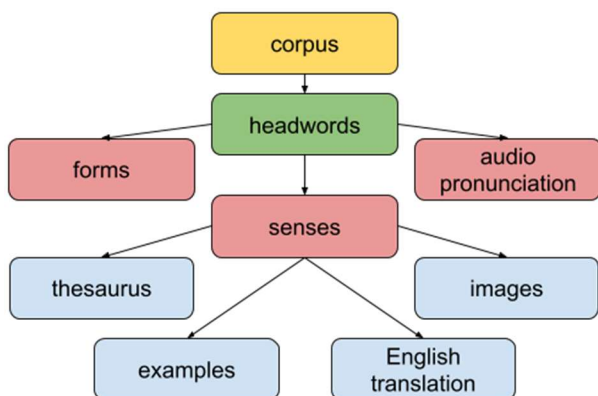 corpus
headwords
forms
audio
pronunciation
senses
thesaurus
images
examples
English
translation